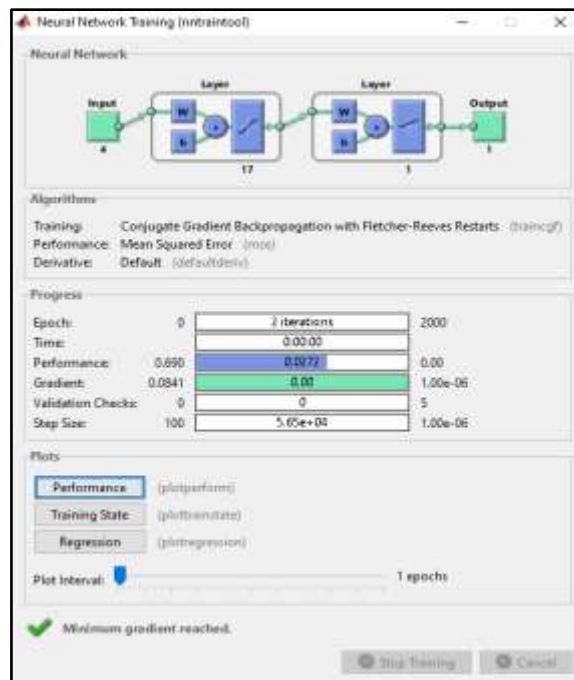 Neural Network Training (nntraintool)
Neural Network
Layer Layer
Input Output
W W
b b
4 17 1 1
Algorithms
Training: Conjugate Gradient Backpropagation with Fletcher-Reeves Restarts (traincgf)
Performance: Mean Squared Error (mse)
Derivative: Default (defaultderiv)
Progress
Epoch: 0 2 iterations 2000
Time: 0:00:00
Performance: 0.690 0.0272 0.00
Gradient: 0.0841 0.00 1.00e-06
Validation Checks: 0 0 5
Step Size: 100 5.65e+04 1.00e-06
Plots
Performance (plotperform)
Training State (plottrainstate)
Regression (plotregression)
Plot Interval: 1 epochs
Minimum gradient reached.
Stop Training Cancel